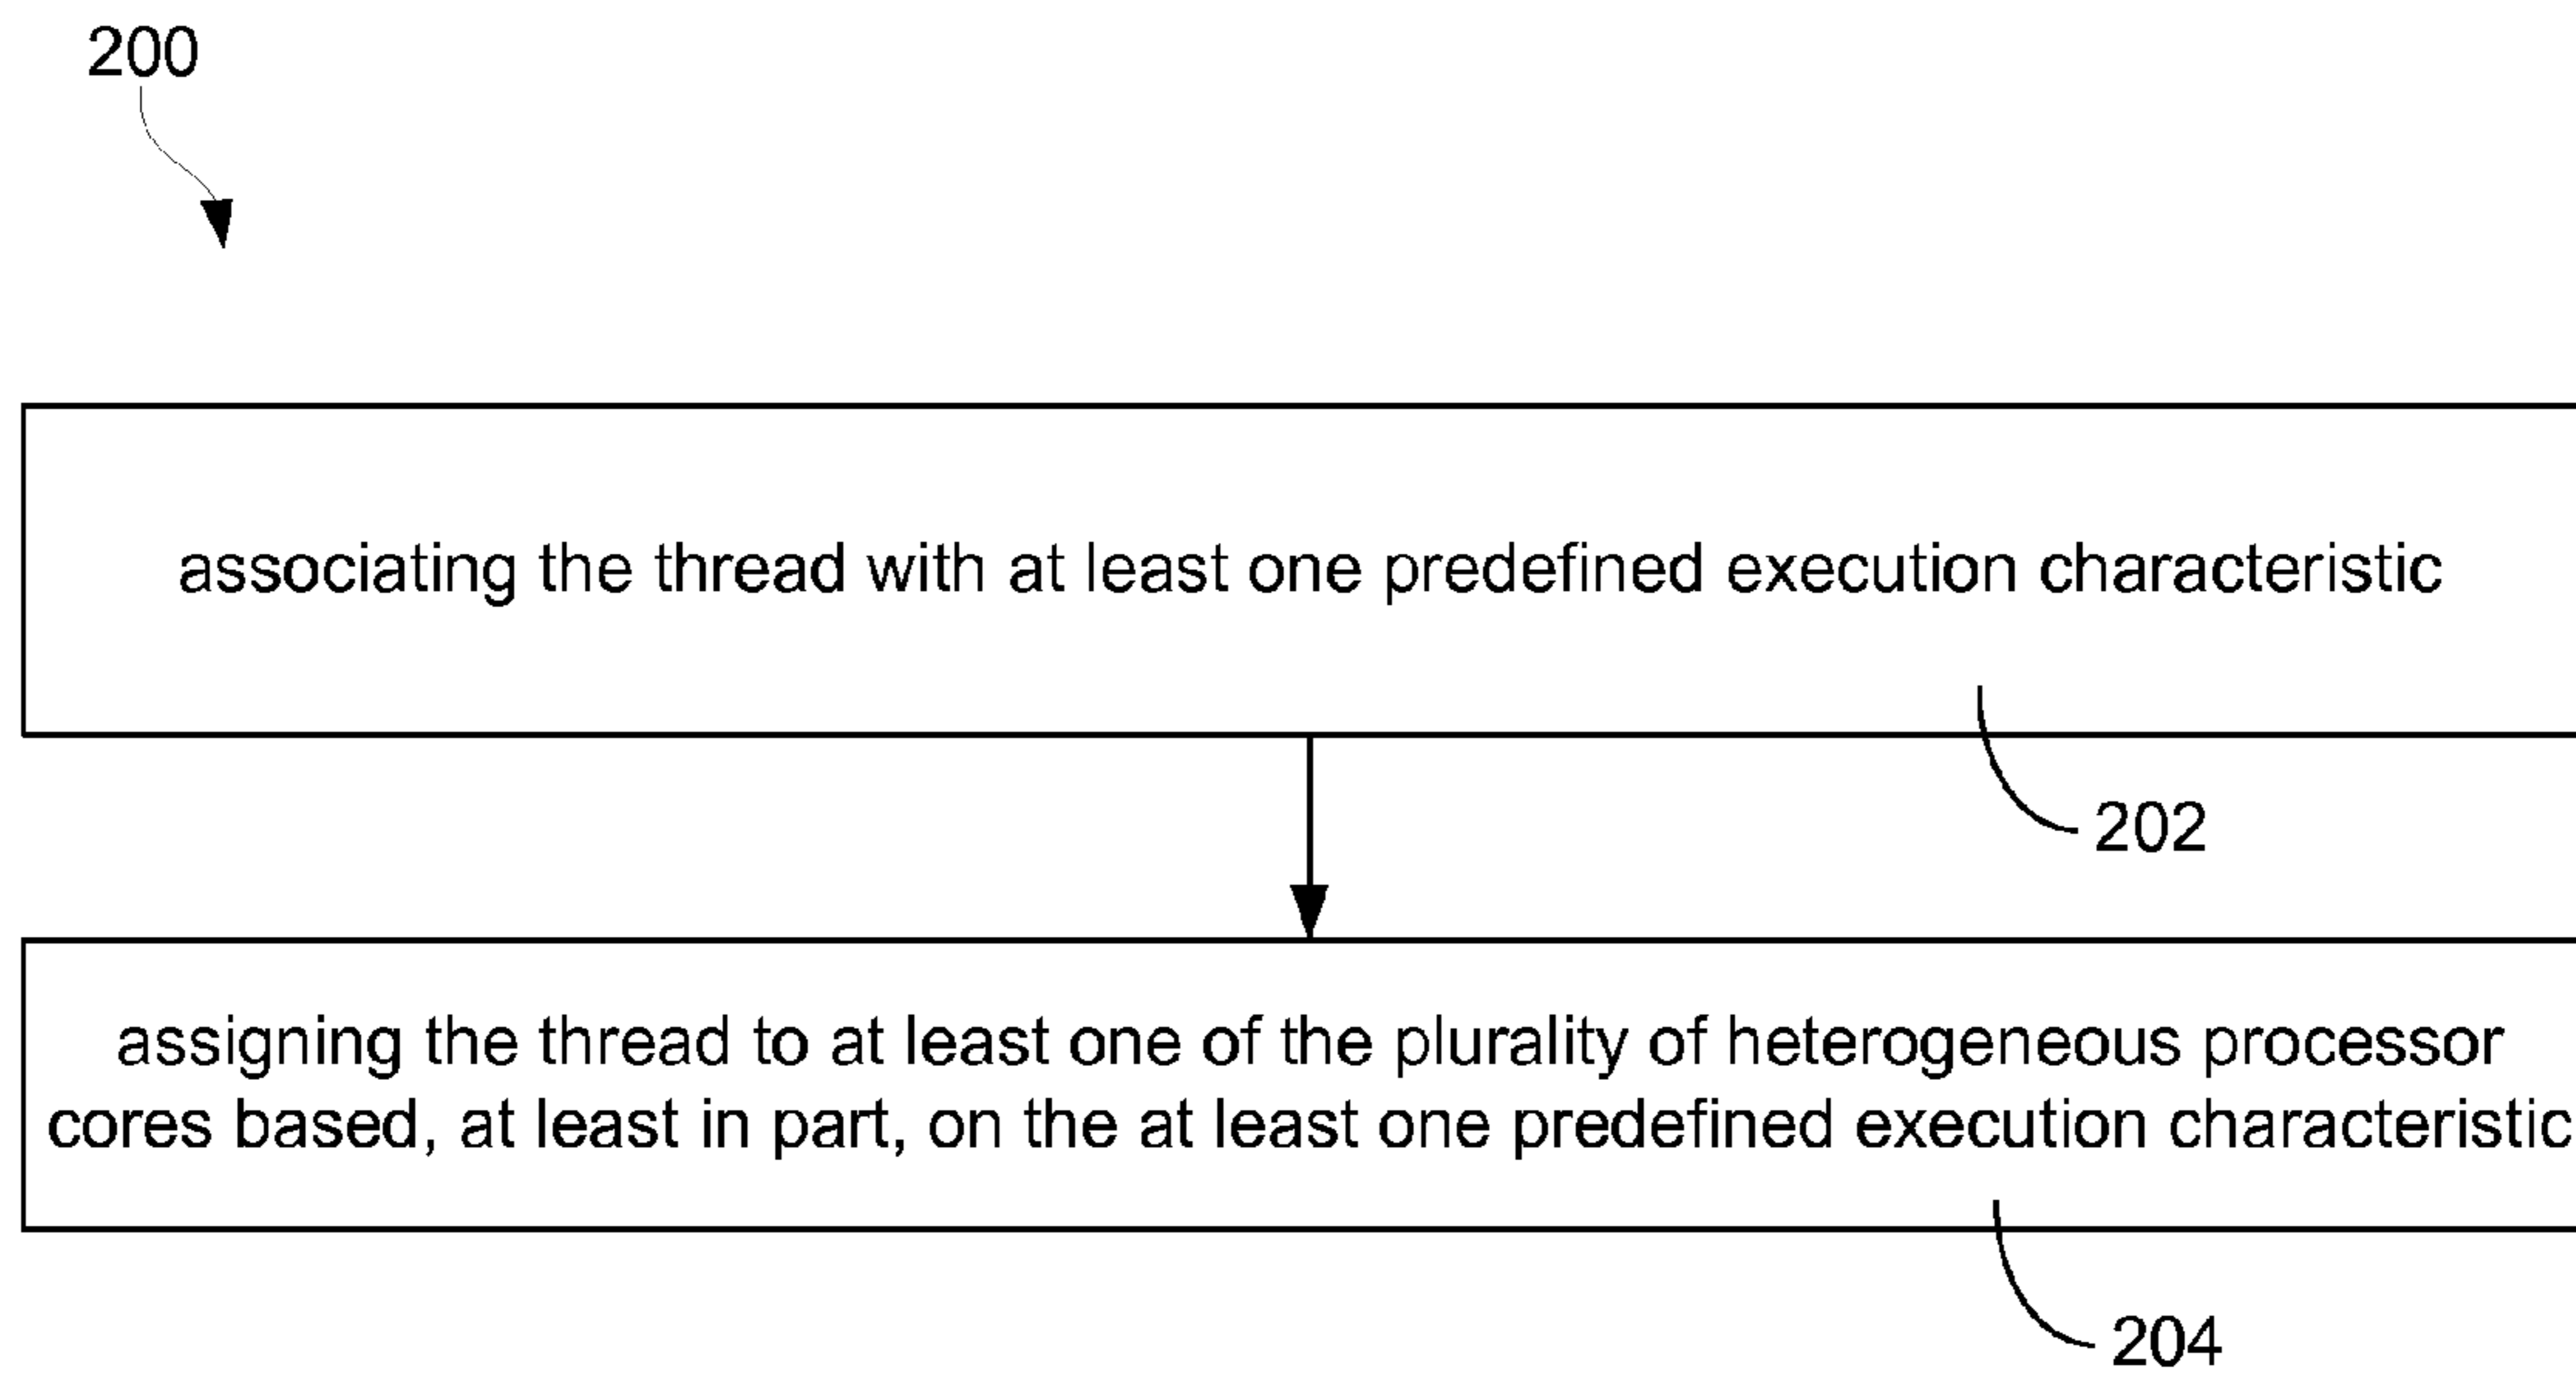 200
associating the thread with at least one predefined execution characteristic
202
assigning the thread to at least one of the plurality of heterogeneous processor
cores based, at least in part, on the at least one predefined execution characteristic
204